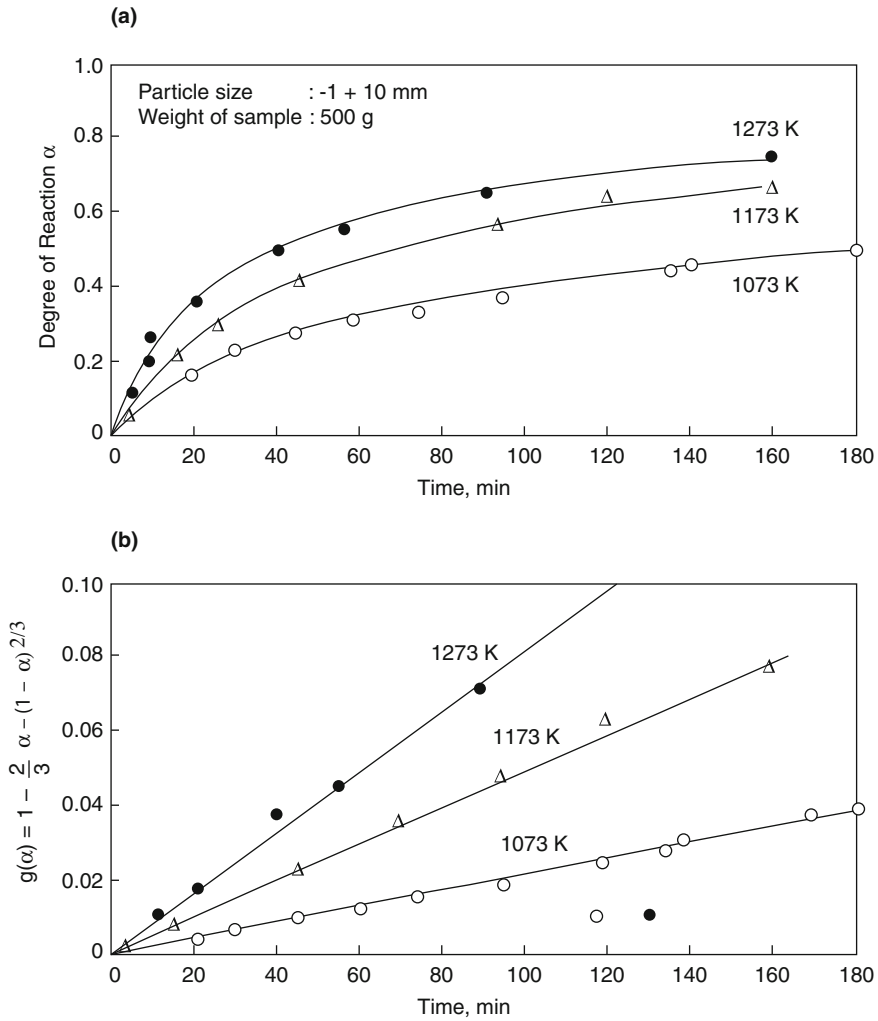 (a)
1.0
0.8
0.6
0.4
0.2
0
Degree of Reaction α
Particle size : -1 + 10 mm
Weight of sample : 500 g
1273 K
1173 K
1073 K
0 20 40 60 80 100 120 140 160 180
Time, min
(b)
0.10
0.08
0.06
0.04
0.02
0
g(α) = 1 − 2/3 α − (1 − α)^2/3
1273 K
1173 K
1073 K
0 20 40 60 80 100 120 140 160 180
Time, min